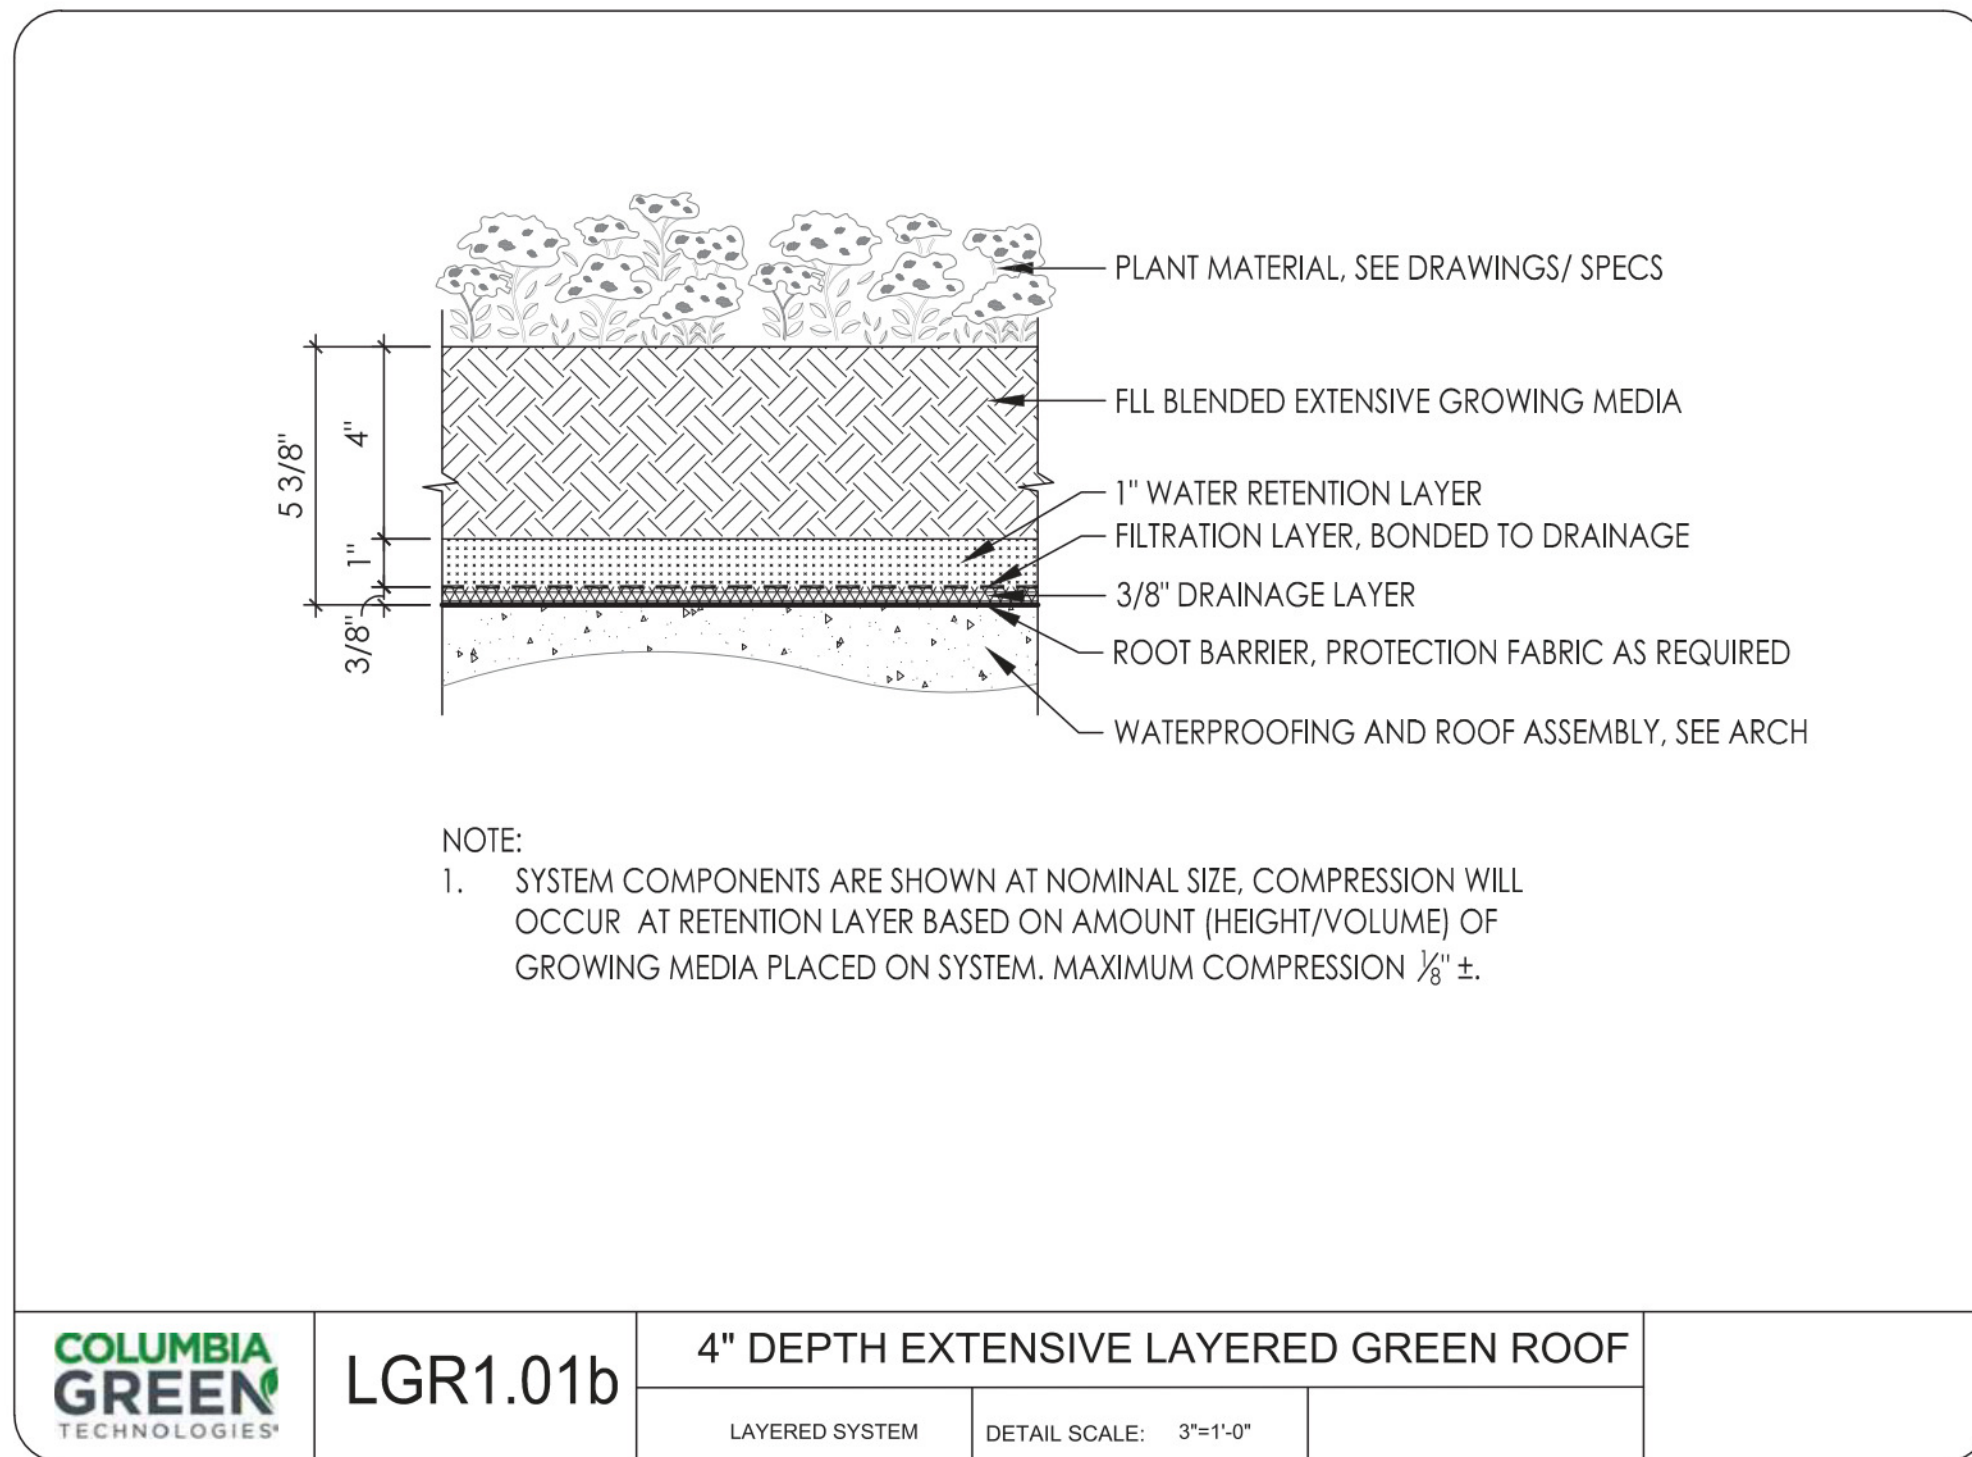 PLANT MATERIAL, SEE DRAWINGS/ SPECS
FLL BLENDED EXTENSIVE GROWING MEDIA
1" WATER RETENTION LAYER
FILTRATION LAYER, BONDED TO DRAINAGE
3/8" DRAINAGE LAYER
ROOT BARRIER, PROTECTION FABRIC AS REQUIRED
WATERPROOFING AND ROOF ASSEMBLY, SEE ARCH
5 3/8"
4"
1"
3/8"
NOTE:
1. SYSTEM COMPONENTS ARE SHOWN AT NOMINAL SIZE, COMPRESSION WILL
OCCUR AT RETENTION LAYER BASED ON AMOUNT (HEIGHT/VOLUME) OF
GROWING MEDIA PLACED ON SYSTEM. MAXIMUM COMPRESSION ⅛" ±.
COLUMBIA
GREEN
TECHNOLOGIES®
LGR1.01b
4" DEPTH EXTENSIVE LAYERED GREEN ROOF
LAYERED SYSTEM
DETAIL SCALE: 3"=1'-0"